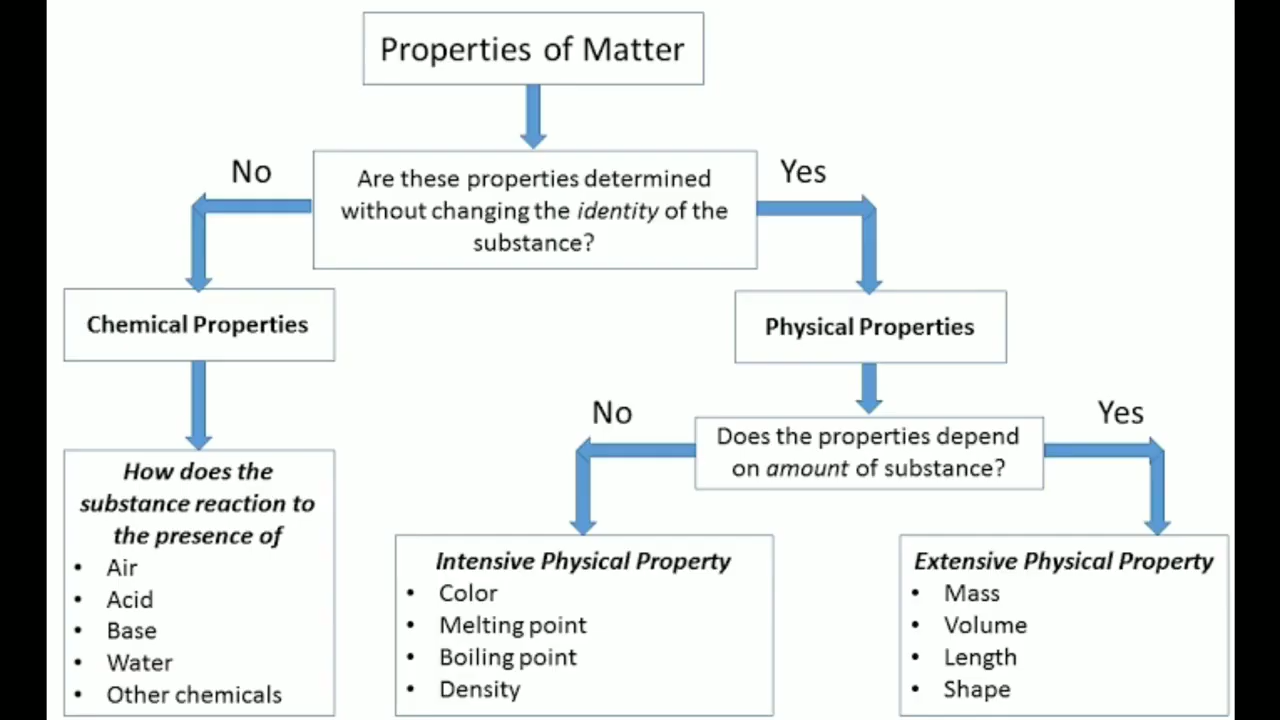 Properties of Matter
No
Yes
Are these properties determined
without changing the identity of the
substance?
Chemical Properties
Physical Properties
No
Yes
Does the properties depend
on amount of substance?
How does the
substance reaction to
the presence of
• Air
• Acid
• Base
• Water
• Other chemicals
Intensive Physical Property
• Color
• Melting point
• Boiling point
• Density
Extensive Physical Property
• Mass
• Volume
• Length
• Shape